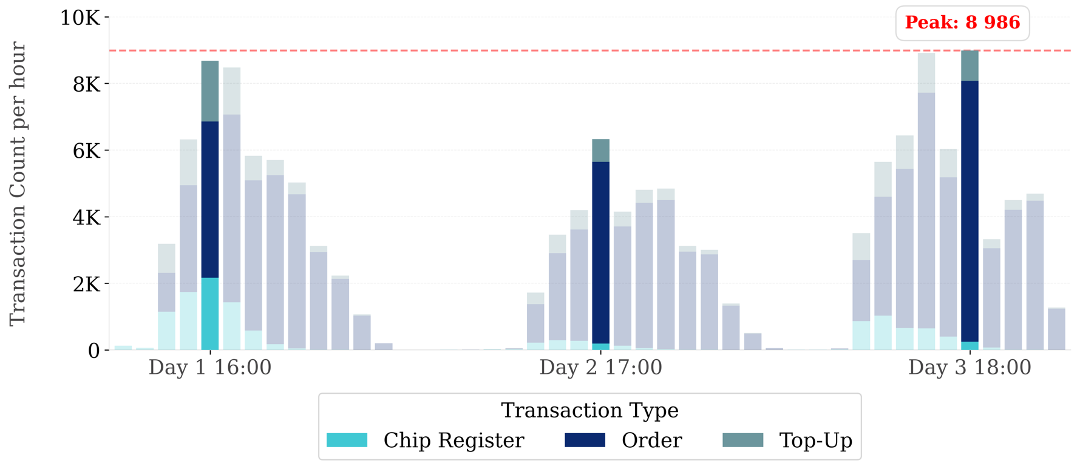 Peak: 8 986
Transaction Count per hour
10K
8K
6K
4K
2K
0
Day 1 16:00
Day 2 17:00
Day 3 18:00
Transaction Type
Chip Register
Order
Top-Up